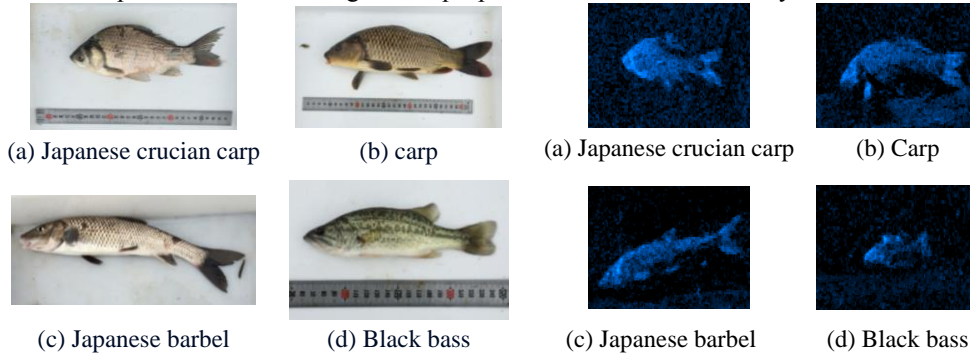 (a) Japanese crucian carp
(b) carp
(a) Japanese crucian carp
(b) Carp
(c) Japanese barbel
(d) Black bass
(c) Japanese barbel
(d) Black bass